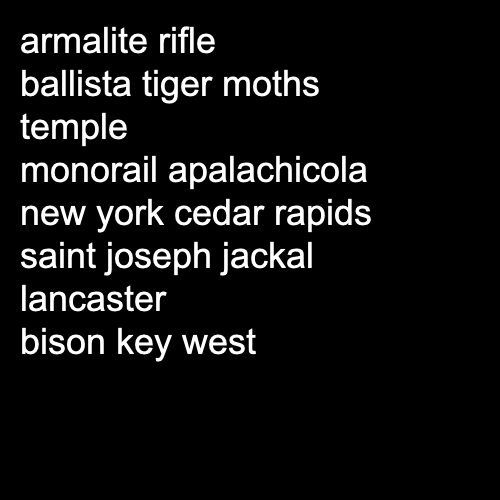 armalite rifle
ballista tiger moths
temple
monorail apalachicola
new york cedar rapids
saint joseph jackal
lancaster
bison key west